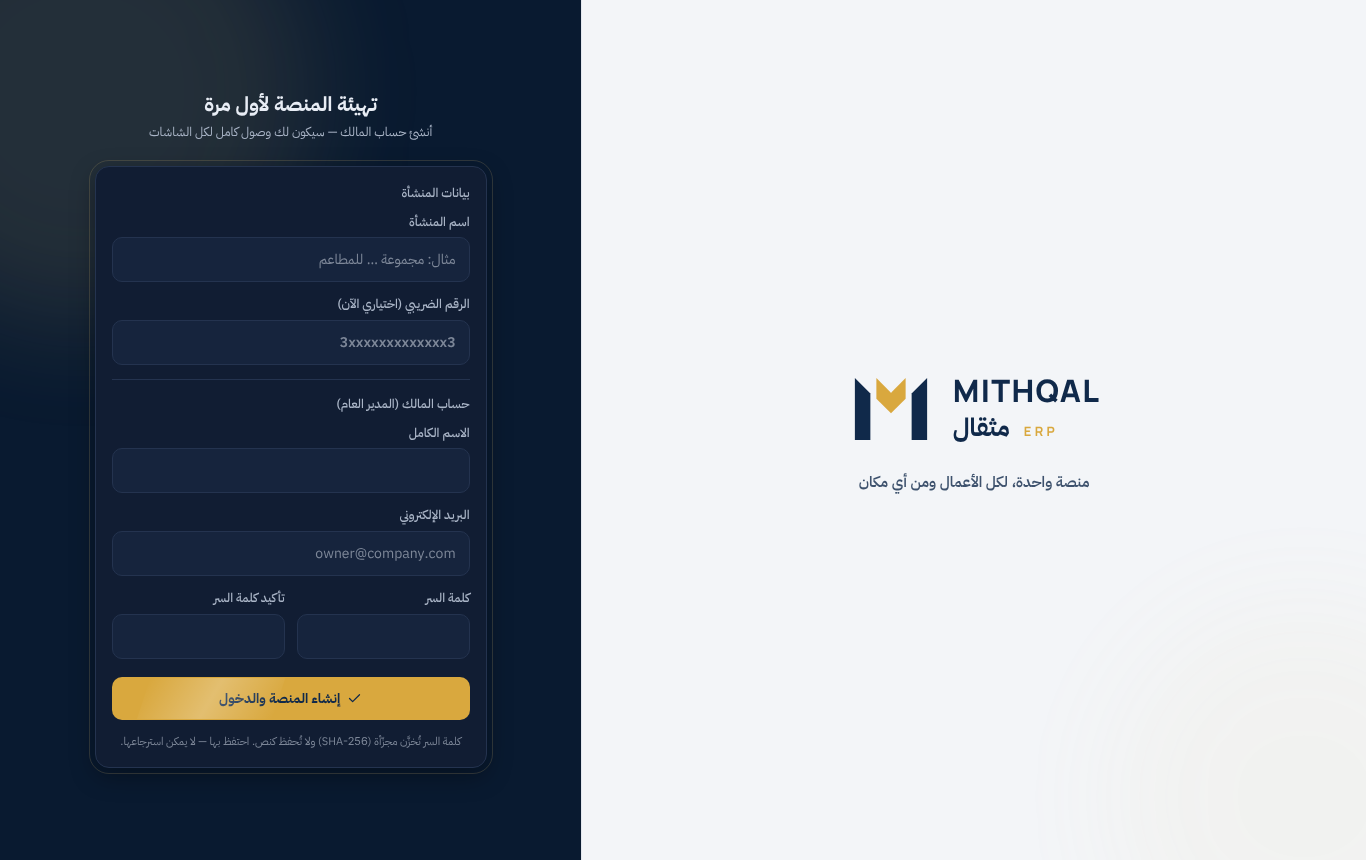 MITHQAL
مثقال ERP
منصة واحدة، لكل الأعمال ومن أي مكان
تهيئة المنصة لأول مرة
أنشئ حساب المالك — سيكون لك وصول كامل لكل الشاشات
بيانات المنشأة
اسم المنشأة
مثال: مجموعة ... للمطاعم
الرقم الضريبي (اختياري الآن)
3xxxxxxxxxxxxx3
حساب المالك (المدير العام)
الاسم الكامل
البريد الإلكتروني
owner@company.com
كلمة السر
تأكيد كلمة السر
إنشاء المنصة والدخول
كلمة السر تُخزَّن مجزّأة (SHA-256) ولا تُحفظ كنص. احتفظ بها — لا يمكن استرجاعها.